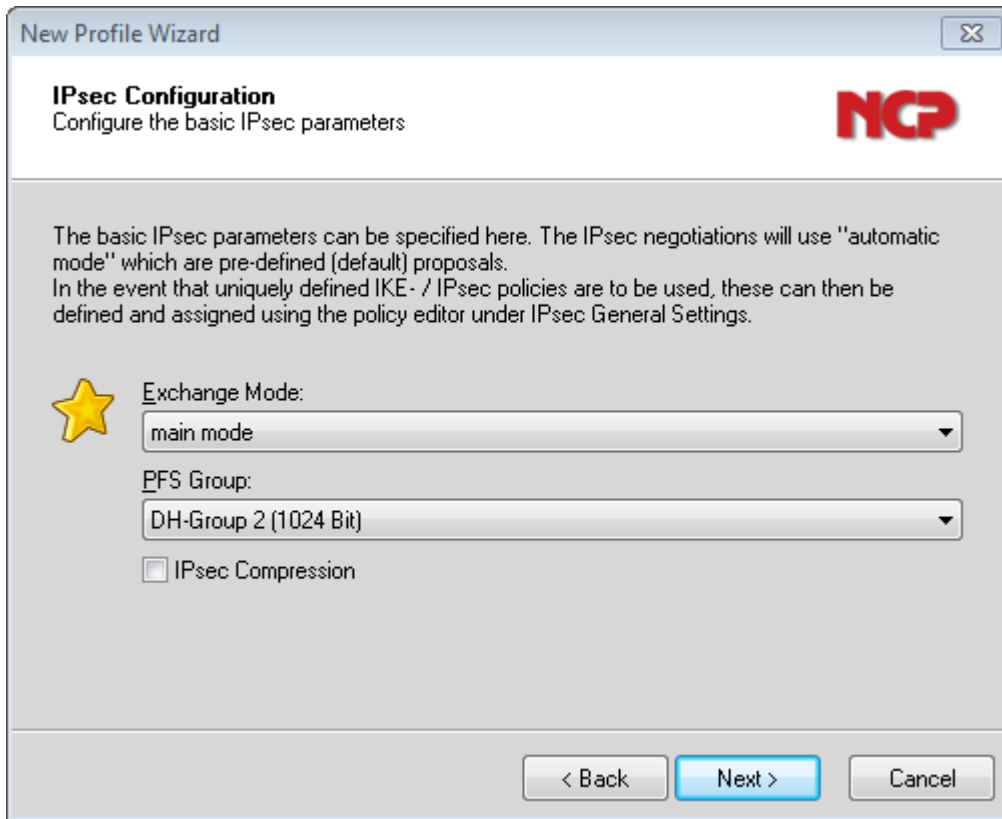 New Profile Wizard
IPsec Configuration
Configure the basic IPsec parameters
NCP
The basic IPsec parameters can be specified here. The IPsec negotiations will use "automatic
mode" which are pre-defined (default) proposals.
In the event that uniquely defined IKE- / IPsec policies are to be used, these can then be
defined and assigned using the policy editor under IPsec General Settings.
Exchange Mode:
main mode
PFS Group:
DH-Group 2 (1024 Bit)
IPsec Compression
< Back
Next >
Cancel